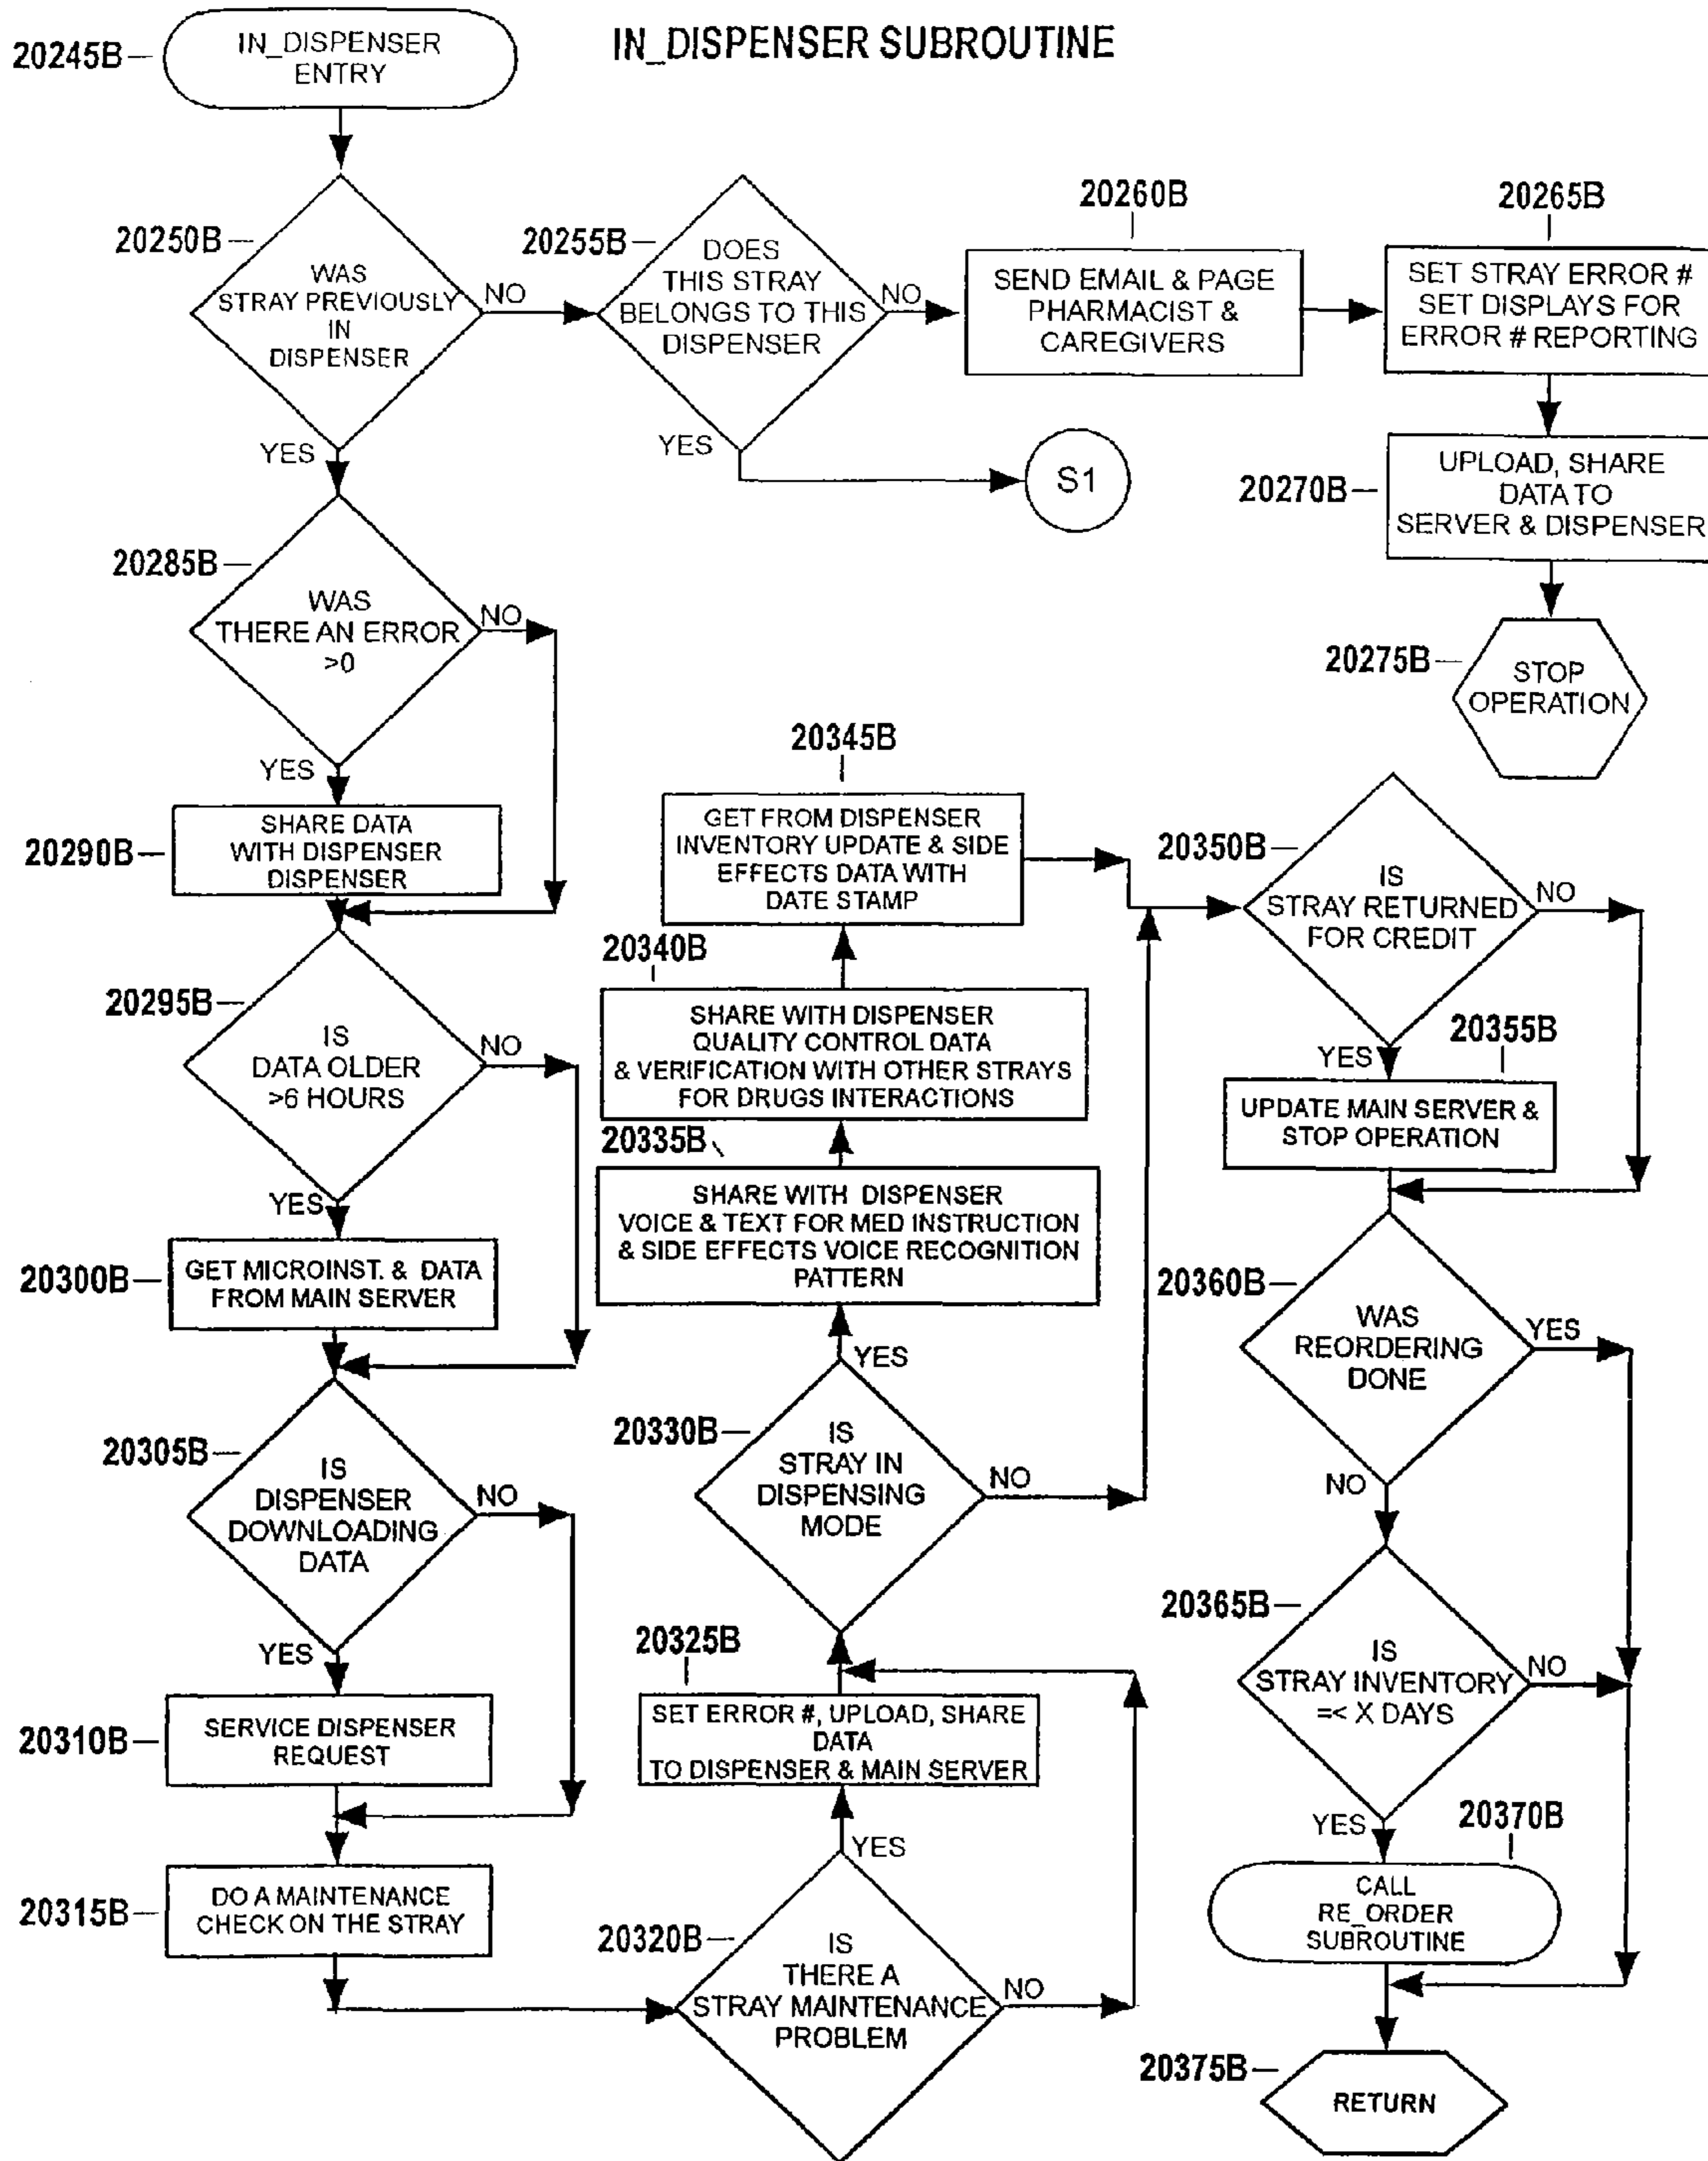 IN_DISPENSER SUBROUTINE
20245B
IN_DISPENSER
ENTRY
20250B
WAS
STRAY PREVIOUSLY
IN
DISPENSER
NO
YES
20255B
DOES
THIS STRAY
BELONGS TO THIS
DISPENSER
NO
YES
S1
20260B
SEND EMAIL & PAGE
PHARMACIST &
CAREGIVERS
20265B
SET STRAY ERROR #
SET DISPLAYS FOR
ERROR # REPORTING
20270B
UPLOAD, SHARE
DATA TO
SERVER & DISPENSER
20275B
STOP
OPERATION
20285B
WAS
THERE AN ERROR
>0
NO
YES
20290B
SHARE DATA
WITH DISPENSER
DISPENSER
20295B
IS
DATA OLDER
>6 HOURS
NO
YES
20300B
GET MICROINST. & DATA
FROM MAIN SERVER
20305B
IS
DISPENSER
DOWNLOADING
DATA
NO
YES
20310B
SERVICE DISPENSER
REQUEST
20315B
DO A MAINTENANCE
CHECK ON THE STRAY
20320B
IS
THERE A
STRAY MAINTENANCE
PROBLEM
NO
YES
20325B
SET ERROR #, UPLOAD, SHARE
DATA
TO DISPENSER & MAIN SERVER
20330B
IS
STRAY IN
DISPENSING
MODE
NO
YES
20335B
SHARE WITH DISPENSER
VOICE & TEXT FOR MED INSTRUCTION
& SIDE EFFECTS VOICE RECOGNITION
PATTERN
20340B
SHARE WITH DISPENSER
QUALITY CONTROL DATA
& VERIFICATION WITH OTHER STRAYS
FOR DRUGS INTERACTIONS
20345B
GET FROM DISPENSER
INVENTORY UPDATE & SIDE
EFFECTS DATA WITH
DATE STAMP
20350B
IS
STRAY RETURNED
FOR CREDIT
NO
YES
20355B
UPDATE MAIN SERVER &
STOP OPERATION
20360B
WAS
REORDERING
DONE
YES
NO
20365B
IS
STRAY INVENTORY
=< X DAYS
NO
YES
20370B
CALL
RE_ORDER
SUBROUTINE
20375B
RETURN